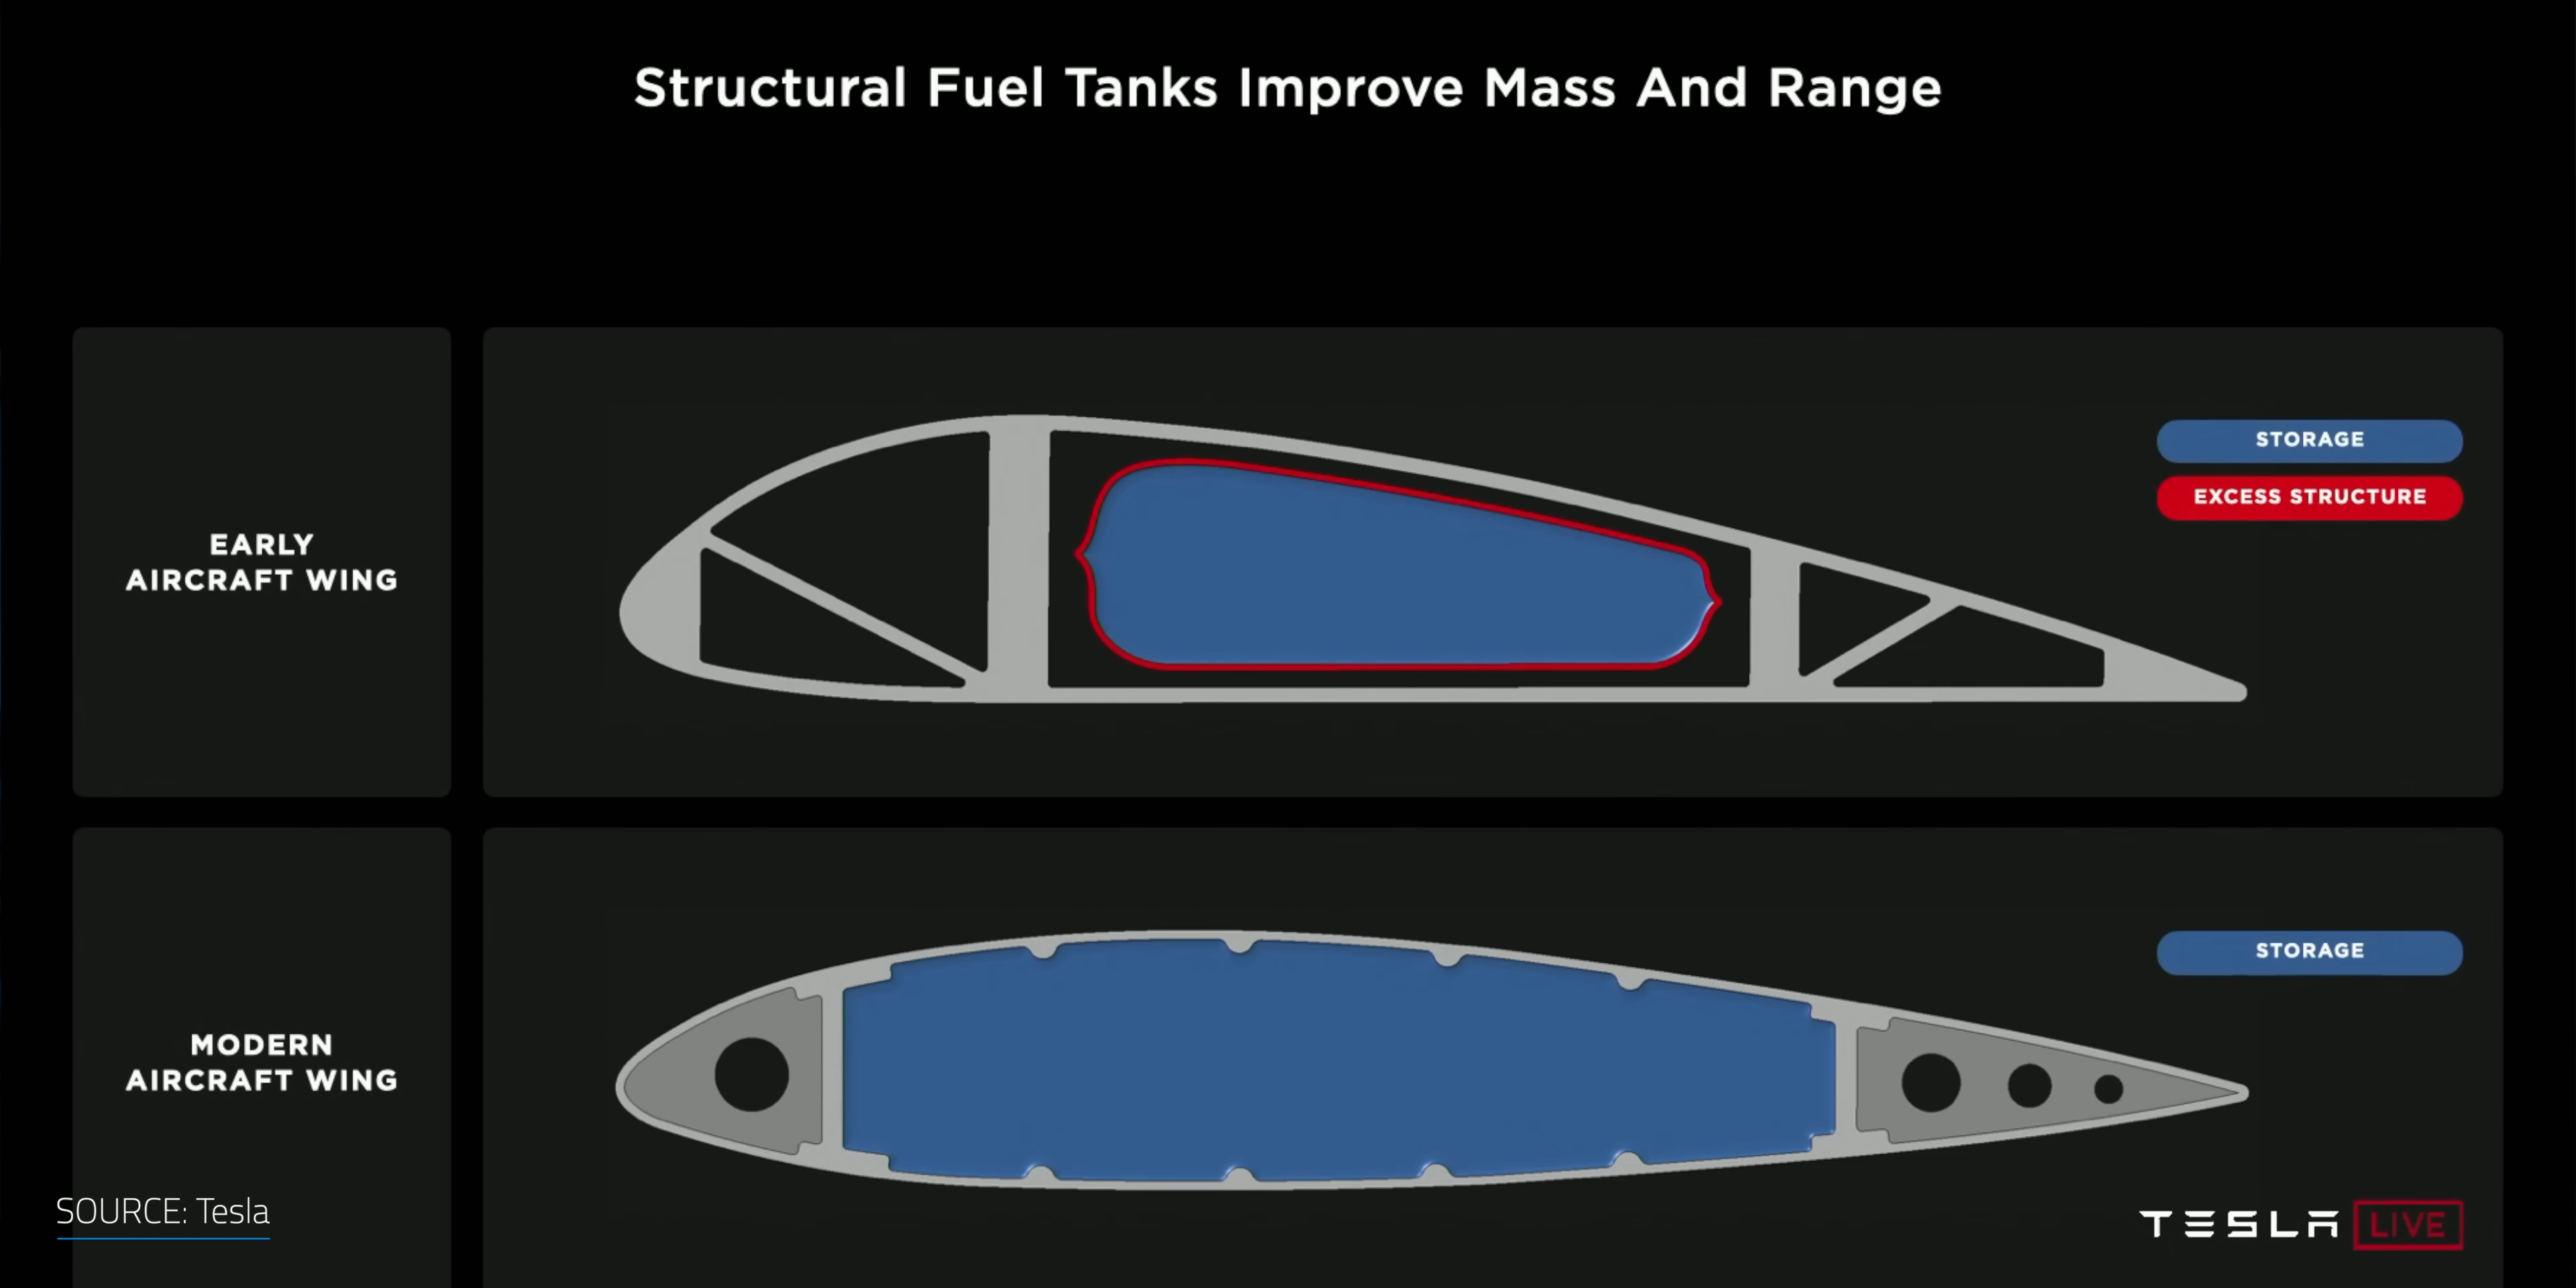 Structural Fuel Tanks Improve Mass And Range
EARLY
AIRCRAFT WING
STORAGE
EXCESS STRUCTURE
MODERN
AIRCRAFT WING
STORAGE
SOURCE: Tesla
TESLA LIVE